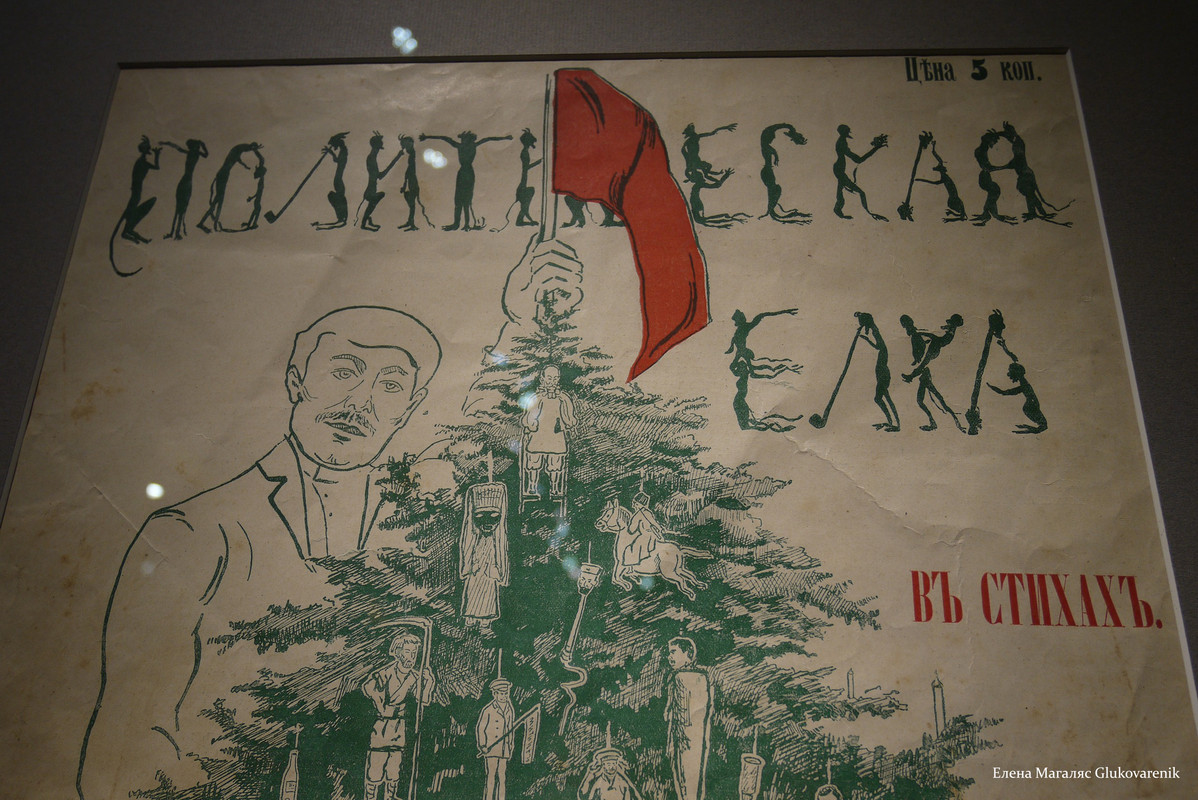 Цѣна 5 коп.
ПОЛИТИЧЕСКАЯ
ЕЛКА
ВЪ СТИХАХЪ.
Елена Магаляс Glukovarenik